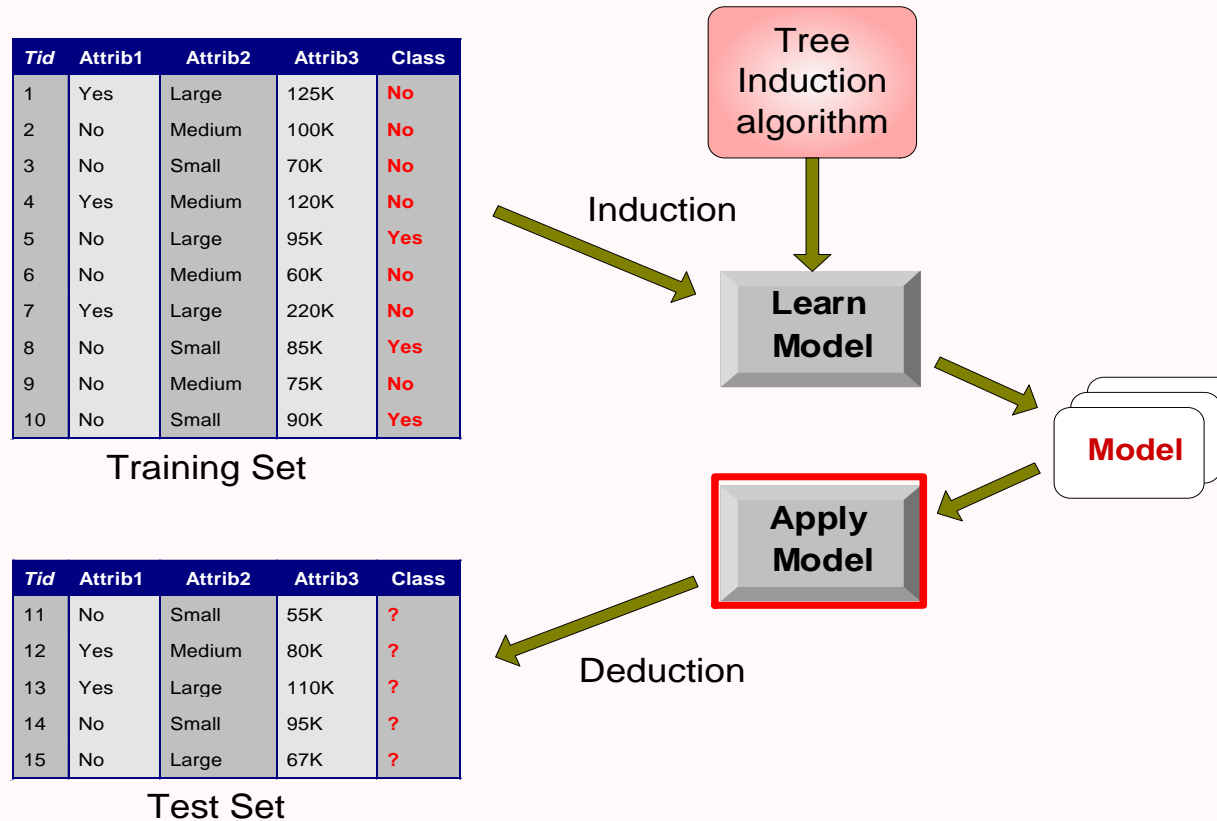 Tid Attrib1 Attrib2 Attrib3 Class
1 Yes Large 125K No
2 No Medium 100K No
3 No Small 70K No
4 Yes Medium 120K No
5 No Large 95K Yes
6 No Medium 60K No
7 Yes Large 220K No
8 No Small 85K Yes
9 No Medium 75K No
10 No Small 90K Yes
Training Set
Tree
Induction
algorithm
Induction
Learn
Model
Model
Apply
Model
Deduction
Tid Attrib1 Attrib2 Attrib3 Class
11 No Small 55K ?
12 Yes Medium 80K ?
13 Yes Large 110K ?
14 No Small 95K ?
15 No Large 67K ?
Test Set